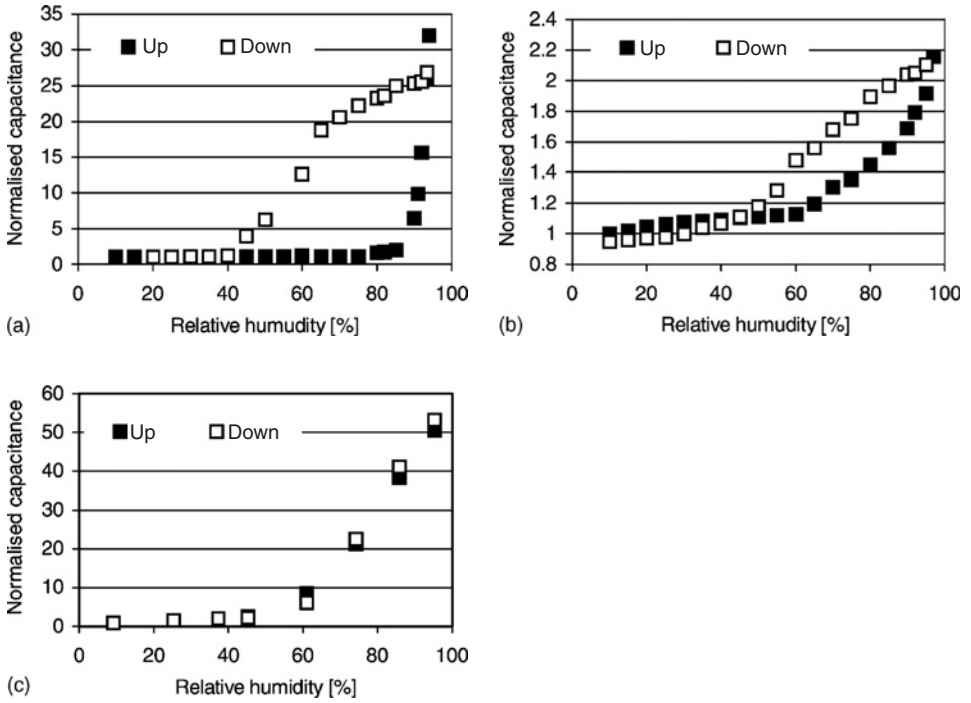 35
30
25
20
15
10
5
0
Normalised capacitance
Up Down
0 20 40 60 80 100
Relative humudity [%]
(a)
2.4
2.2
2
1.8
1.6
1.4
1.2
1
0.8
Normalised capacitance
Up Down
0 20 40 60 80 100
Relative humudity [%]
(b)
60
50
40
30
20
10
0
Normalised capacitance
Up Down
0 20 40 60 80 100
Relative humidity [%]
(c)